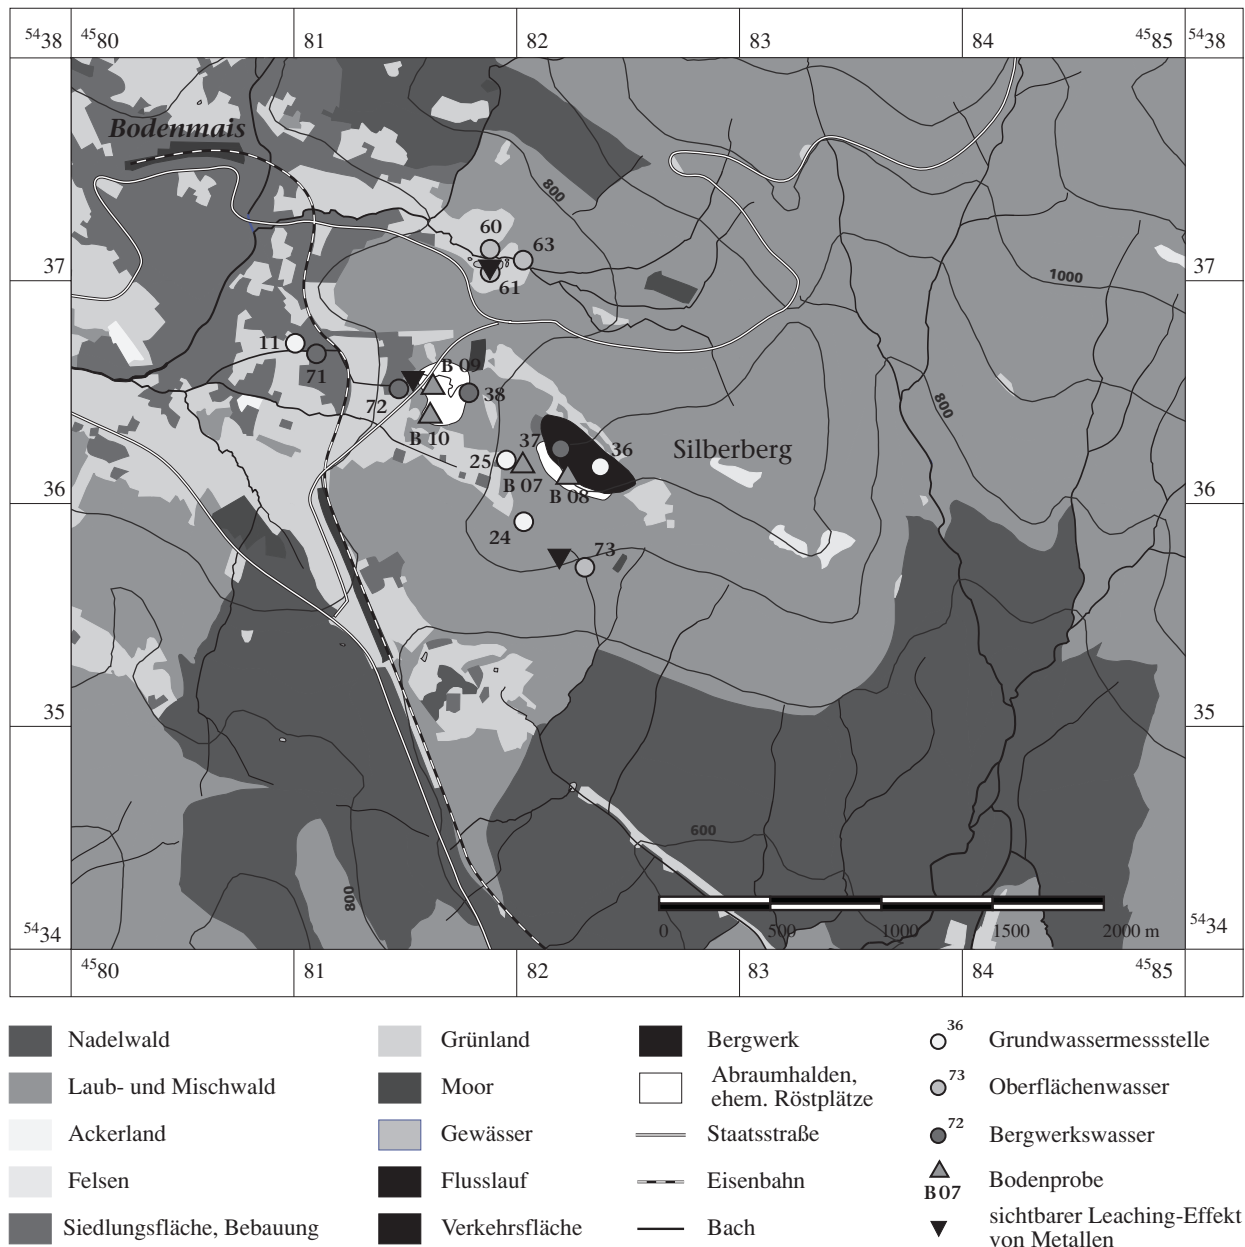 5438 4580 81 82 83 84 4585 5438
Bodenmais
800
60
63
37 37
61
1000
11
71
B 09
72
38
800
B 10
37
36
Silberberg
25
B 07
B 08
36 36
24
73
35 35
600
800
0 500 1000 1500 2000 m
5434 5434
4580 81 82 83 84 4585
Nadelwald
Laub- und Mischwald
Ackerland
Felsen
Siedlungsfläche, Bebauung
Grünland
Moor
Gewässer
Flusslauf
Verkehrsfläche
Bergwerk
Abraumhalden,
ehem. Röstplätze
Staatsstraße
Eisenbahn
Bach
36 Grundwassermessstelle
73 Oberflächenwasser
72 Bergwerkswasser
B 07 Bodenprobe
sichtbarer Leaching-Effekt
von Metallen